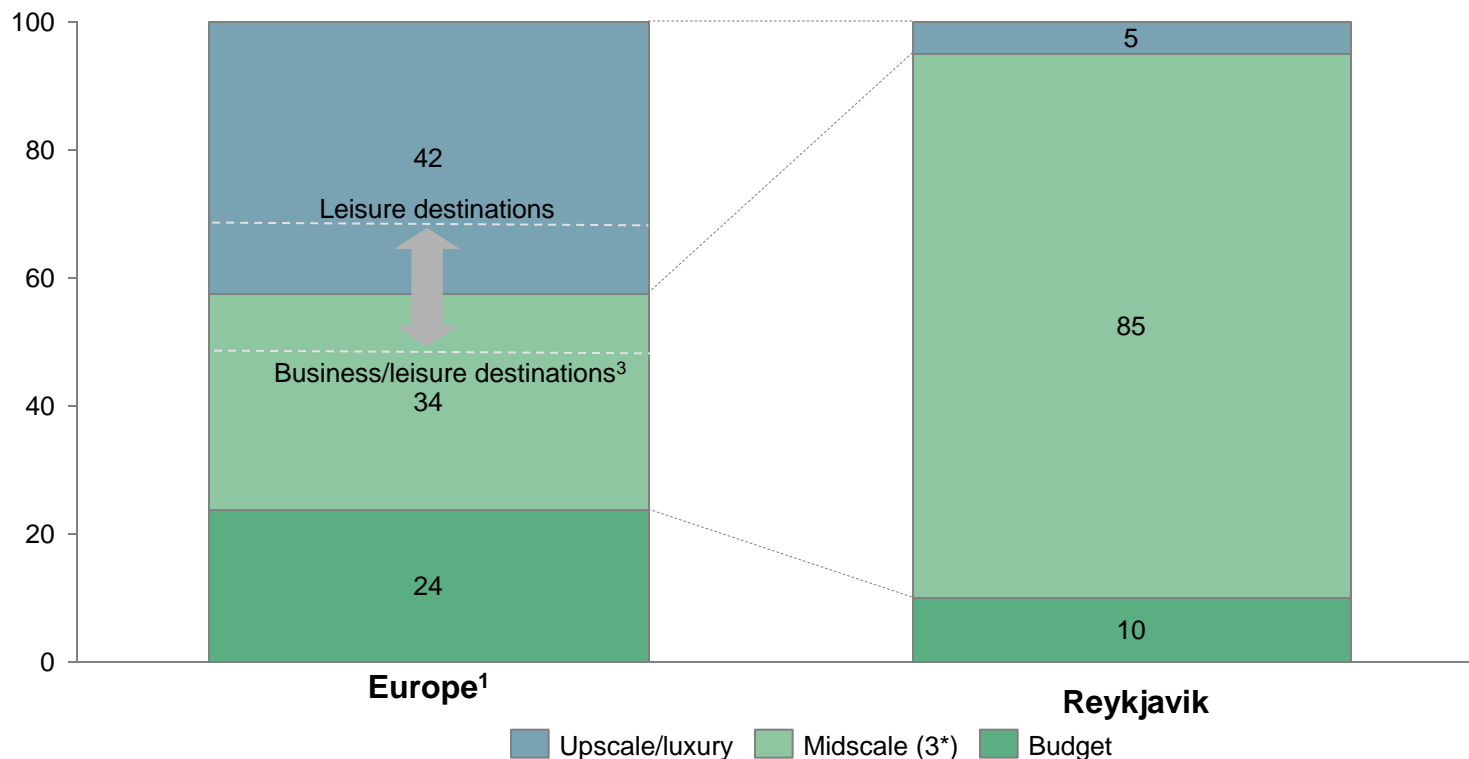 100
80
60
40
20
0
42
Leisure destinations
Business/leisure destinations³
34
24
5
85
10
Europe¹
Reykjavik
Upscale/luxury
Midscale (3*)
Budget